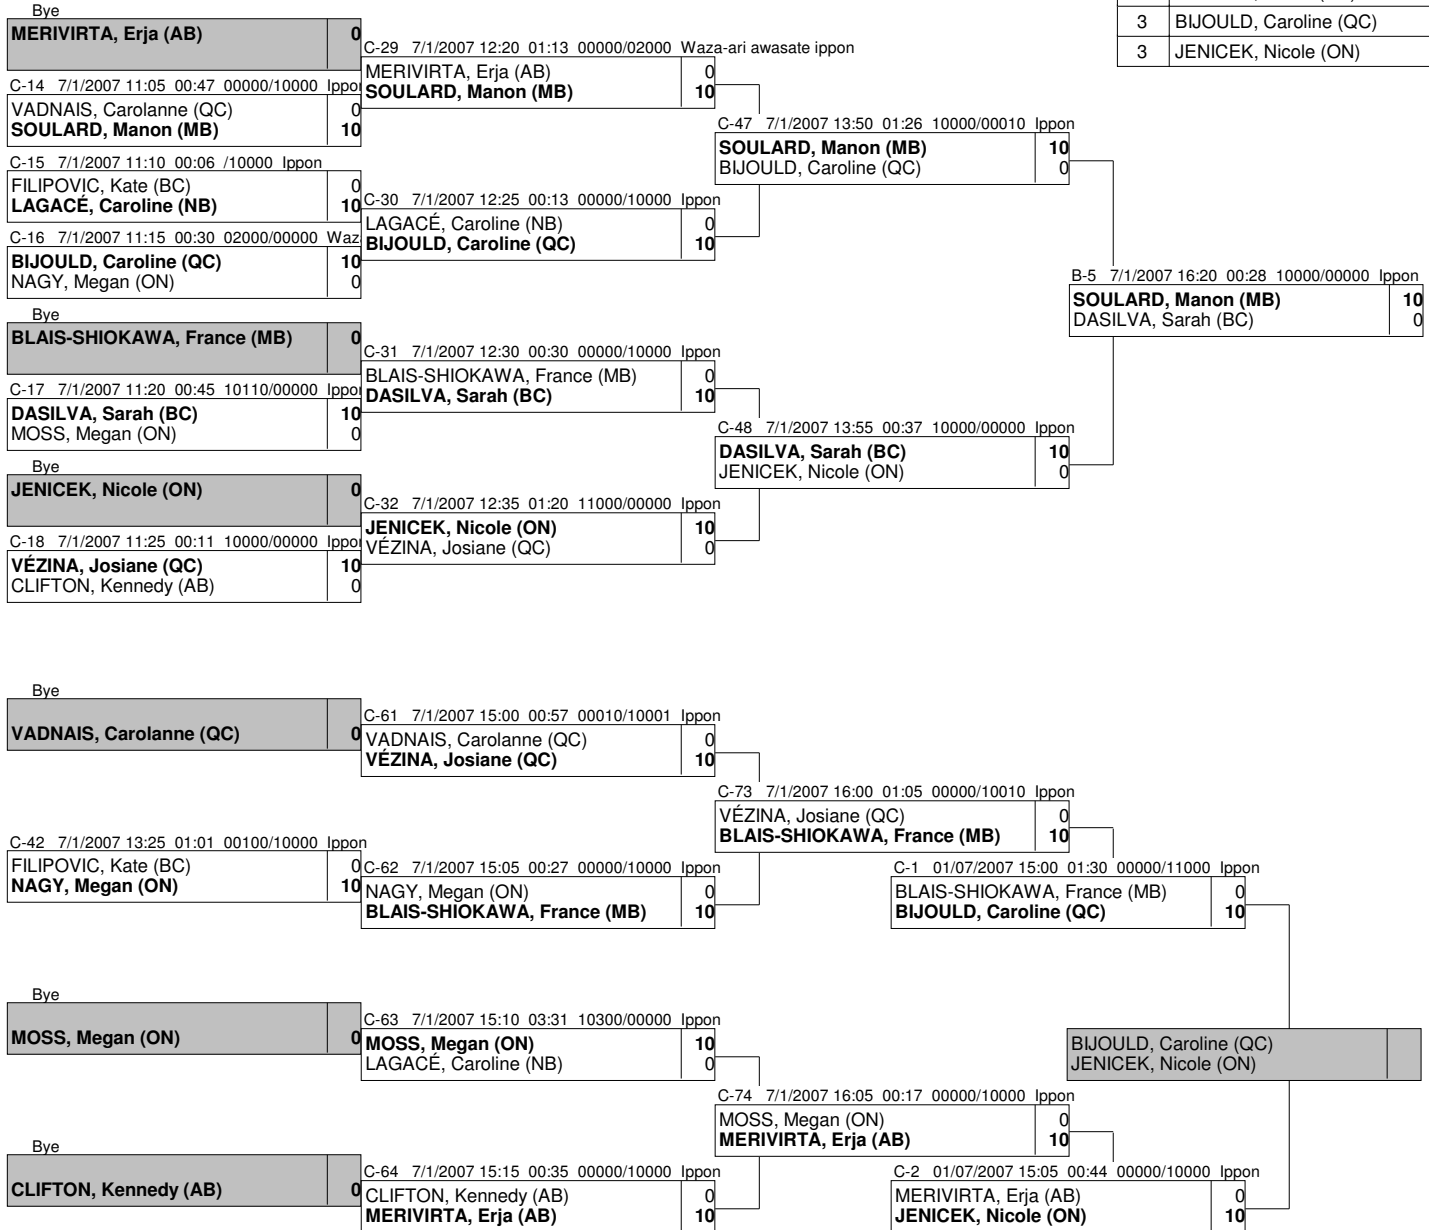 Bye
MERIVIRTA, Erja (AB) 0
C-14 7/1/2007 11:05 00:47 00000/10000 Ippon
VADNAIS, Carolanne (QC) 0
SOULARD, Manon (MB) 10
C-15 7/1/2007 11:10 00:06 /10000 Ippon
FILIPOVIC, Kate (BC) 0
LAGACÉ, Caroline (NB) 10
C-16 7/1/2007 11:15 00:30 02000/00000 Waz
BIJOULD, Caroline (QC) 10
NAGY, Megan (ON) 0
Bye
BLAIS-SHIOKAWA, France (MB) 0
C-17 7/1/2007 11:20 00:45 10110/00000 Ippon
DASILVA, Sarah (BC) 10
MOSS, Megan (ON) 0
Bye
JENICEK, Nicole (ON) 0
C-18 7/1/2007 11:25 00:11 10000/00000 Ippon
VÉZINA, Josiane (QC) 10
CLIFTON, Kennedy (AB) 0
C-29 7/1/2007 12:20 01:13 00000/02000 Waza-ari awasate ippon
MERIVIRTA, Erja (AB) 0
SOULARD, Manon (MB) 10
C-30 7/1/2007 12:25 00:13 00000/10000 Ippon
LAGACÉ, Caroline (NB) 0
BIJOULD, Caroline (QC) 10
C-31 7/1/2007 12:30 00:30 00000/10000 Ippon
BLAIS-SHIOKAWA, France (MB) 0
DASILVA, Sarah (BC) 10
C-32 7/1/2007 12:35 01:20 11000/00000 Ippon
JENICEK, Nicole (ON) 10
VÉZINA, Josiane (QC) 0
C-47 7/1/2007 13:50 01:26 10000/00010 Ippon
SOULARD, Manon (MB) 10
BIJOULD, Caroline (QC) 0
C-48 7/1/2007 13:55 00:37 10000/00000 Ippon
DASILVA, Sarah (BC) 10
JENICEK, Nicole (ON) 0
B-5 7/1/2007 16:20 00:28 10000/00000 Ippon
SOULARD, Manon (MB) 10
DASILVA, Sarah (BC) 0
3 BIJOULD, Caroline (QC)
3 JENICEK, Nicole (ON)
Bye
VADNAIS, Carolanne (QC) 0
C-42 7/1/2007 13:25 01:01 00100/10000 Ippon
FILIPOVIC, Kate (BC) 0
NAGY, Megan (ON) 10
Bye
MOSS, Megan (ON) 0
Bye
CLIFTON, Kennedy (AB) 0
C-61 7/1/2007 15:00 00:57 00010/10001 Ippon
VADNAIS, Carolanne (QC) 0
VÉZINA, Josiane (QC) 10
C-62 7/1/2007 15:05 00:27 00000/10000 Ippon
NAGY, Megan (ON) 0
BLAIS-SHIOKAWA, France (MB) 10
C-63 7/1/2007 15:10 03:31 10300/00000 Ippon
MOSS, Megan (ON) 10
LAGACÉ, Caroline (NB) 0
C-64 7/1/2007 15:15 00:35 00000/10000 Ippon
CLIFTON, Kennedy (AB) 0
MERIVIRTA, Erja (AB) 10
C-73 7/1/2007 16:00 01:05 00000/10010 Ippon
VÉZINA, Josiane (QC) 0
BLAIS-SHIOKAWA, France (MB) 10
C-74 7/1/2007 16:05 00:17 00000/10000 Ippon
MOSS, Megan (ON) 0
MERIVIRTA, Erja (AB) 10
C-1 01/07/2007 15:00 01:30 00000/11000 Ippon
BLAIS-SHIOKAWA, France (MB) 0
BIJOULD, Caroline (QC) 10
C-2 01/07/2007 15:05 00:44 00000/10000 Ippon
MERIVIRTA, Erja (AB) 0
JENICEK, Nicole (ON) 10
BIJOULD, Caroline (QC)
JENICEK, Nicole (ON)